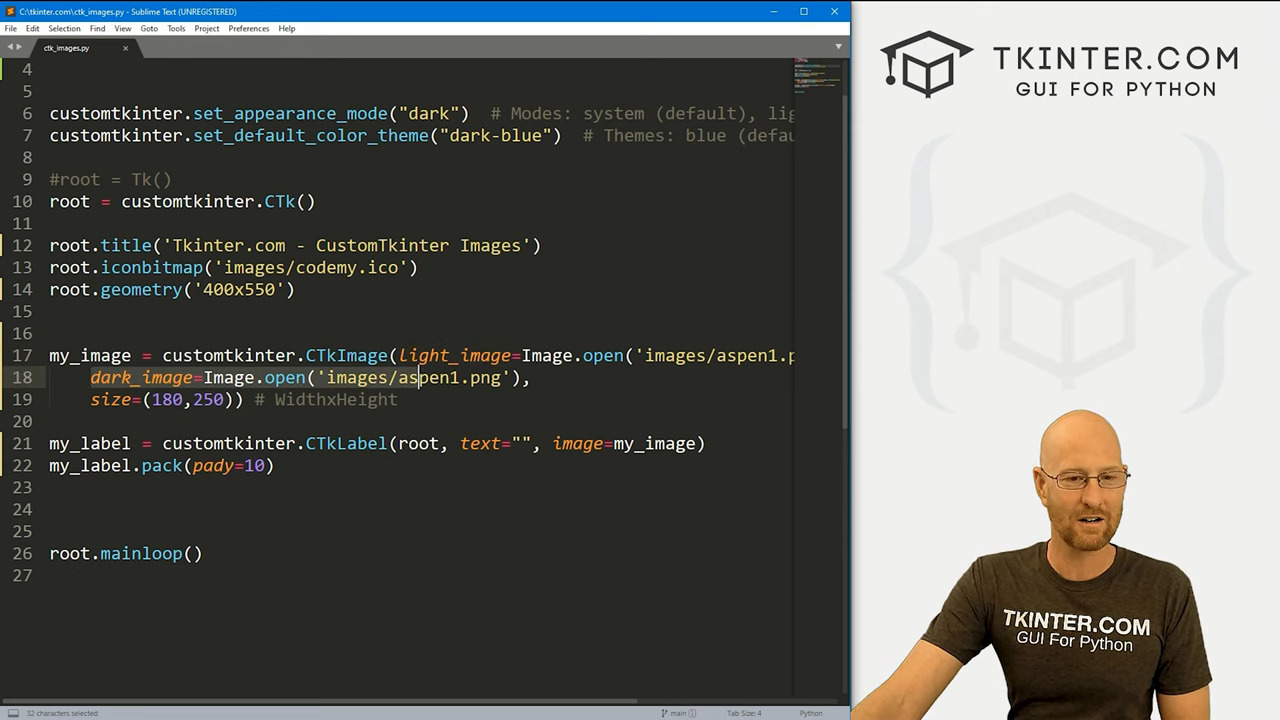 C:\tkinter.com\ctk_images.py - Sublime Text (UNREGISTERED)
File Edit Selection Find View Goto Tools Project Preferences Help
ctk_images.py
4
5
6 customtkinter.set_appearance_mode("dark") # Modes: system (default), lig
7 customtkinter.set_default_color_theme("dark-blue") # Themes: blue (defau
8
9 #root = Tk()
10 root = customtkinter.CTk()
11
12 root.title('Tkinter.com - CustomTkinter Images')
13 root.iconbitmap('images/codemy.ico')
14 root.geometry('400x550')
15
16
17 my_image = customtkinter.CTkImage(light_image=Image.open('images/aspen1.p
18 dark_image=Image.open('images/aspen1.png'),
19 size=(180,250)) # WidthxHeight
20
21 my_label = customtkinter.CTkLabel(root, text="", image=my_image)
22 my_label.pack(pady=10)
23
24
25
26 root.mainloop()
27
32 characters selected
main 1
Tab Size: 4
Python
TKINTER.COM
GUI FOR PYTHON
TKINTER.COM
GUI For Python